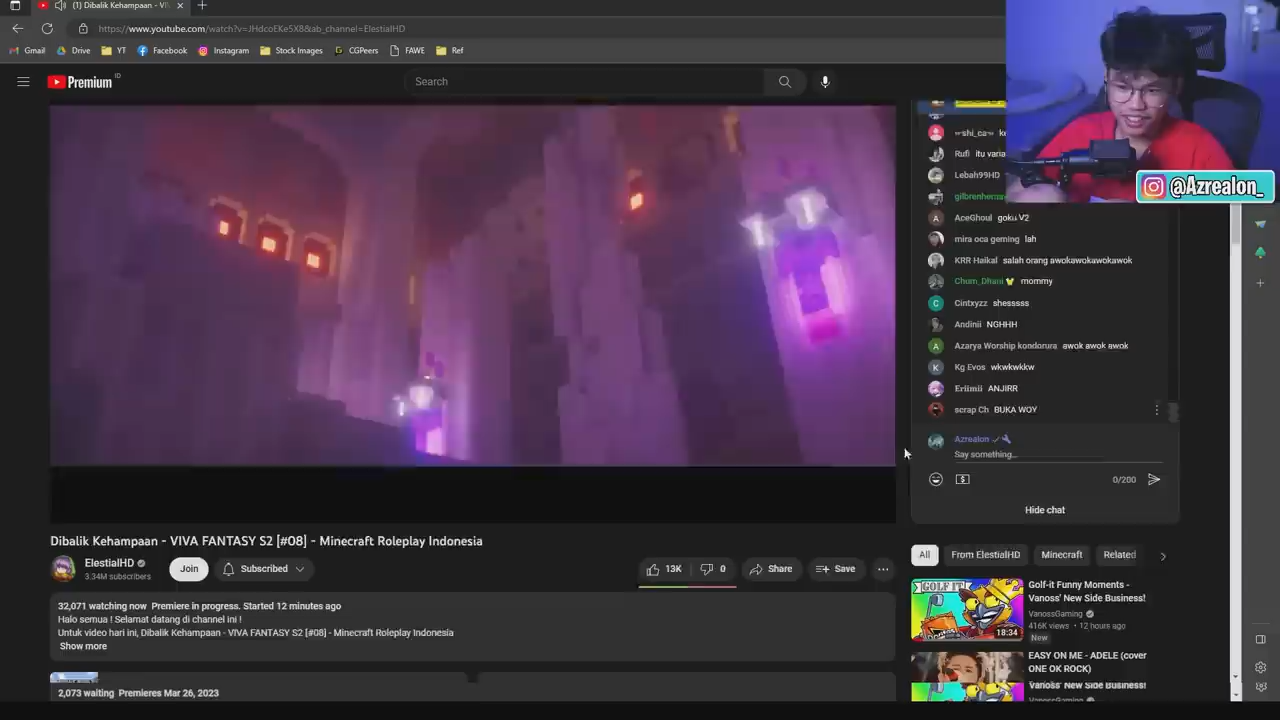 (1) Dibalik Kehampaan - VIV
https://www.youtube.com/watch?v=JHdcoEKe5X8&ab_channel=ElestialHD
Gmail
Drive
YT
Facebook
Instagram
Stock Images
CGPeers
FAWE
Ref
Premium ID
Search
@Azrealon_
Rufi itu varia
Lebah99HD
AceGhoul goku V2
mira oca geming lah
KRR Haikal salah orang awokawokawokawok
Chum_Dhani mommy
Cintxyzz shesssss
Andinii NGHHH
Azarya Worship kondorura awok awok awok
Kg Evos wkwkwkkw
Eriimii ANJIRR
scrap Ch BUKA WOY
Azrealon
Say something...
0/200
Hide chat
Dibalik Kehampaan - VIVA FANTASY S2 [#08] - Minecraft Roleplay Indonesia
ElestialHD
3.34M subscribers
Join
Subscribed
13K
0
Share
Save
32,071 watching now Premiere in progress. Started 12 minutes ago
Halo semua ! Selamat datang di channel ini !
Untuk video hari ini, Dibalik Kehampaan - VIVA FANTASY S2 [#08] - Minecraft Roleplay Indonesia
Show more
2,073 waiting Premieres Mar 26, 2023
All
From ElestialHD
Minecraft
Related
GOLF IT
18:34
Golf-it Funny Moments -
Vanoss' New Side Business!
VanossGaming
416K views • 12 hours ago
New
EASY ON ME - ADELE (cover
ONE OK ROCK)
Vanoss' New Side Business!
VanossGaming